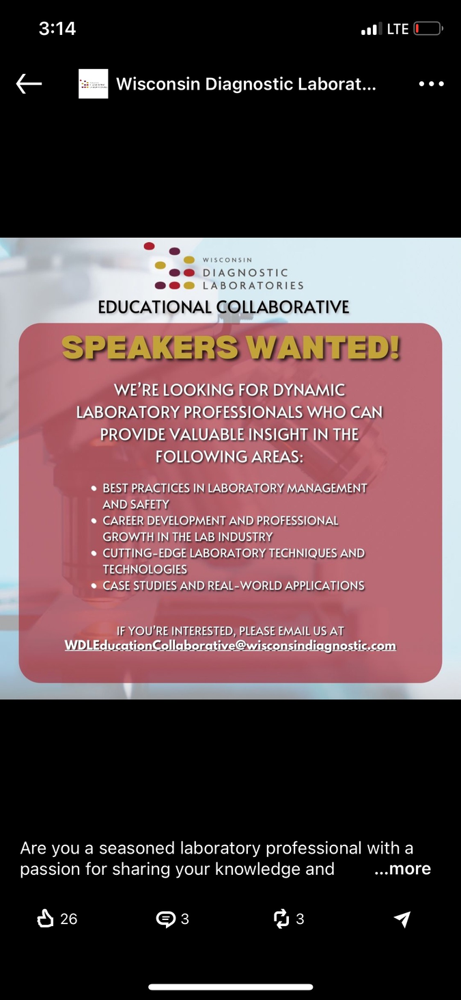 3:14
LTE
Wisconsin Diagnostic Laborat...
WISCONSIN
DIAGNOSTIC
LABORATORIES
EDUCATIONAL COLLABORATIVE
SPEAKERS WANTED!
WE'RE LOOKING FOR DYNAMIC
LABORATORY PROFESSIONALS WHO CAN
PROVIDE VALUABLE INSIGHT IN THE
FOLLOWING AREAS:
• BEST PRACTICES IN LABORATORY MANAGEMENT
AND SAFETY
• CAREER DEVELOPMENT AND PROFESSIONAL
GROWTH IN THE LAB INDUSTRY
• CUTTING-EDGE LABORATORY TECHNIQUES AND
TECHNOLOGIES
• CASE STUDIES AND REAL-WORLD APPLICATIONS
IF YOU'RE INTERESTED, PLEASE EMAIL US AT
WDLEducationCollaborative@wisconsindiagnostic.com
Are you a seasoned laboratory professional with a
passion for sharing your knowledge and ...more
26 3 3